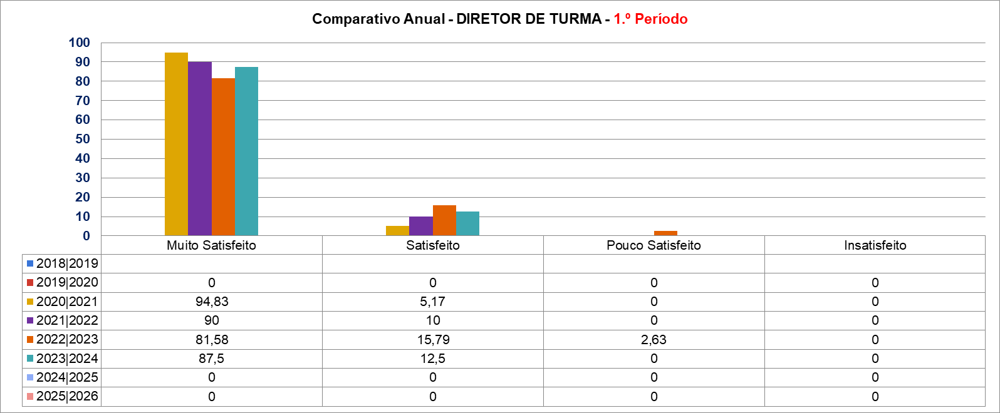 Comparativo Anual - DIRETOR DE TURMA - 1.º Período
100
90
80
70
60
50
40
30
20
10
0
Muito Satisfeito Satisfeito Pouco Satisfeito Insatisfeito
2018|2019
2019|2020 0 0 0 0
2020|2021 94,83 5,17 0 0
2021|2022 90 10 0 0
2022|2023 81,58 15,79 2,63 0
2023|2024 87,5 12,5 0 0
2024|2025 0 0 0 0
2025|2026 0 0 0 0